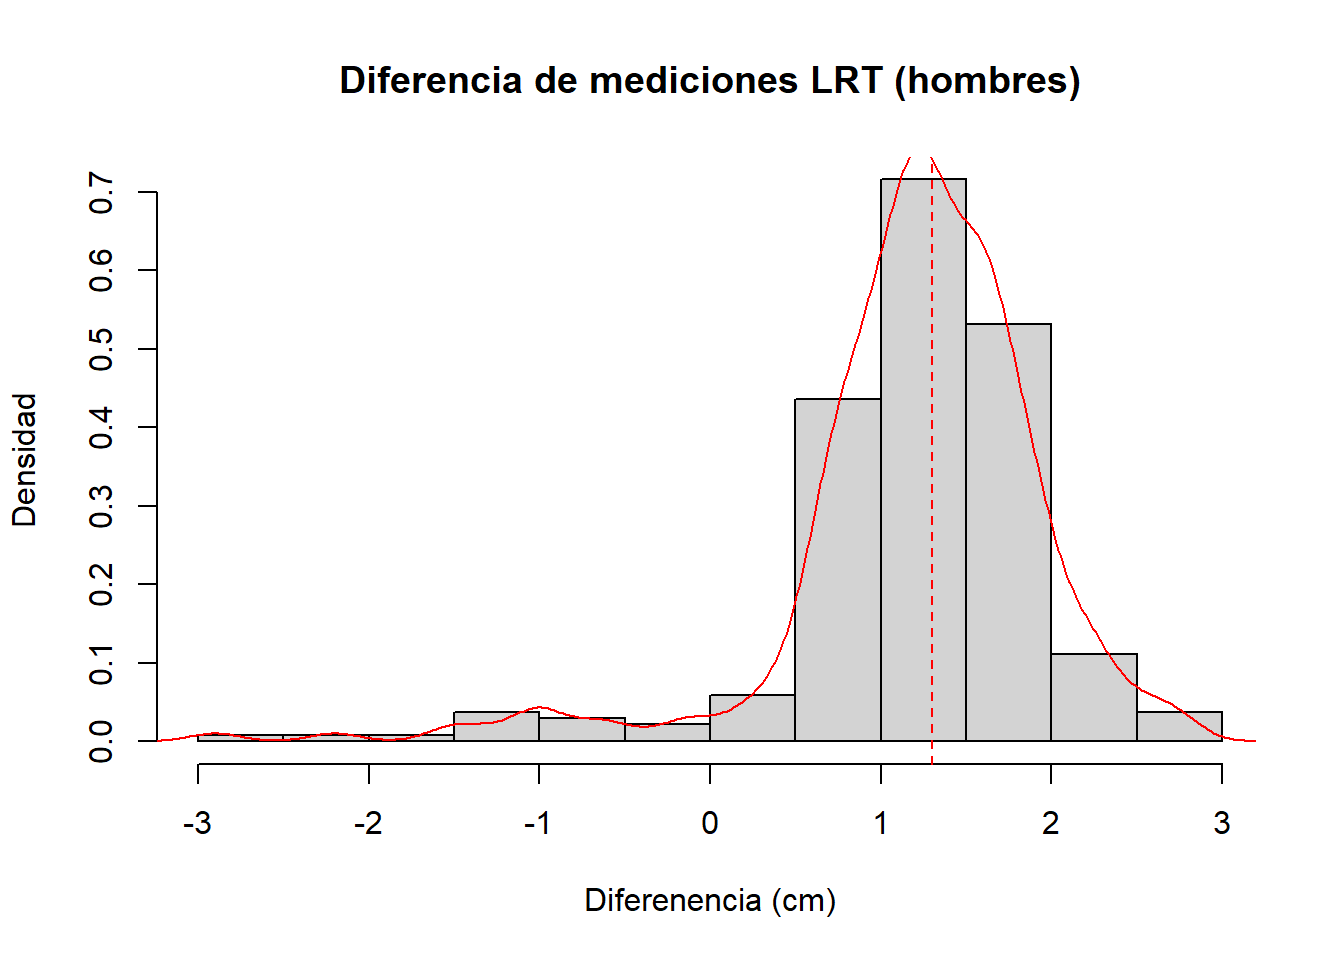 Diferencia de mediciones LRT (hombres)
Densidad
0.7
0.6
0.5
0.4
0.3
0.2
0.1
0.0
-3 -2 -1 0 1 2 3
Diferenencia (cm)